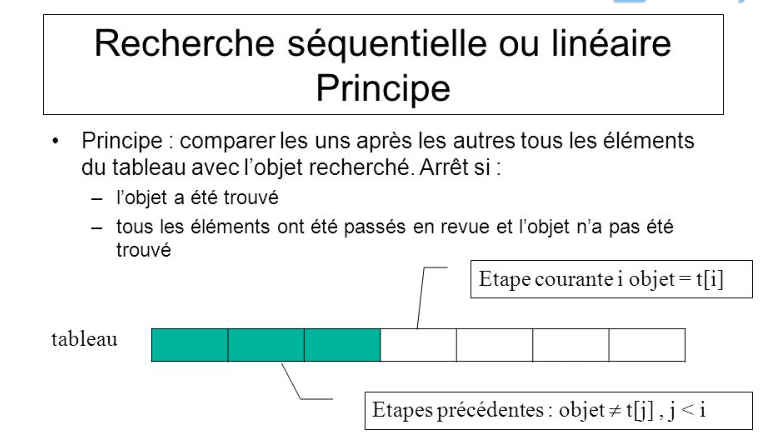 Recherche séquentielle ou linéaire
Principe
• Principe : comparer les uns après les autres tous les éléments
du tableau avec l'objet recherché. Arrêt si :
– l'objet a été trouvé
– tous les éléments ont été passés en revue et l'objet n'a pas été
trouvé
Etape courante i objet = t[i]
tableau
Etapes précédentes : objet ≠ t[j] , j < i